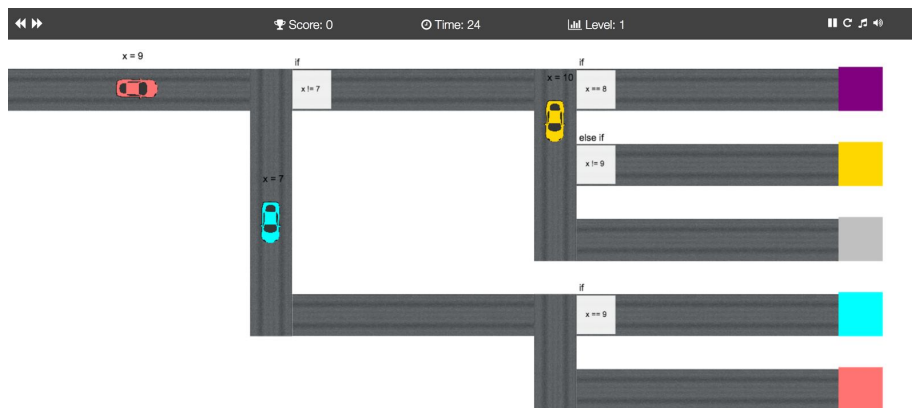 Score: 0 Time: 24 Level: 1
x = 9
if
x != 7
if
x = 10
x == 8
else if
x != 9
x = 7
if
x == 9